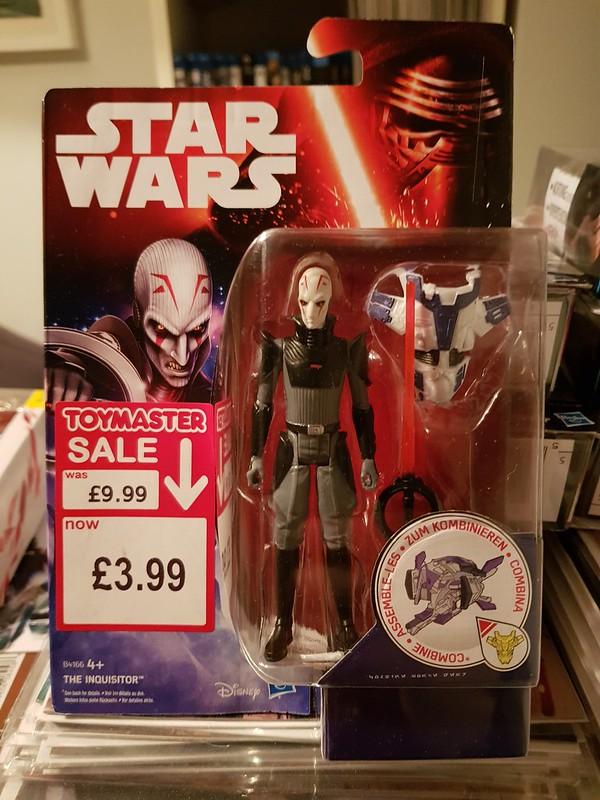 STAR
WARS
TOYMASTER
SALE
was
£9.99
now
£3.99
COMBINE • ASSEMBLE-LES • ZUM KOMBINIEREN • COMBINA
B4166 4+
THE INQUISITOR™
Disney